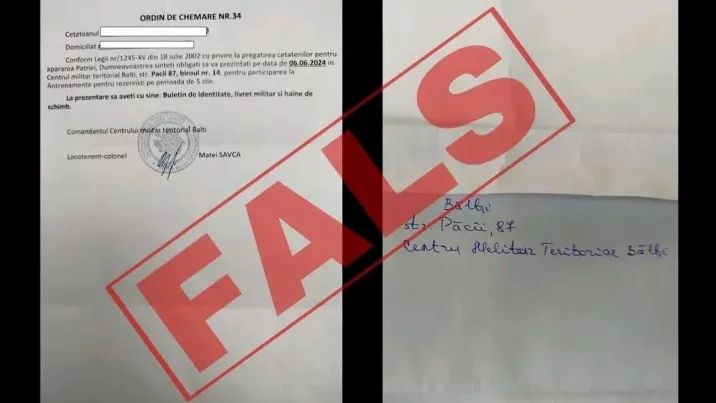 ORDIN DE CHEMARE NR.34
Cetateanul
Domiciliat
Conform Legii nr/1245-XV din 18 iulie 2002 cu privire la pregatirea cetatenilor pentru
apararea Patriei, Dumneavoastrea sinteti obligati sa va prezintati pe data de 06.06.2024 in
Centrul militar teritorial Balti, str. Pacii 87, biroul nr. 14, pentru participarea la
Antrenamente pentru rezervisti pe perioada de 5 zile.
La prezentare sa aveti cu sine: Buletin de identitate, livret militar si haine de
schimb.
Comandantul Centrului militar teritorial Balti
Locotenent-colonel Matei SAVCA
FALS
Bălți
str. Păcii, 87
Centru Militar Teritorial Bălți